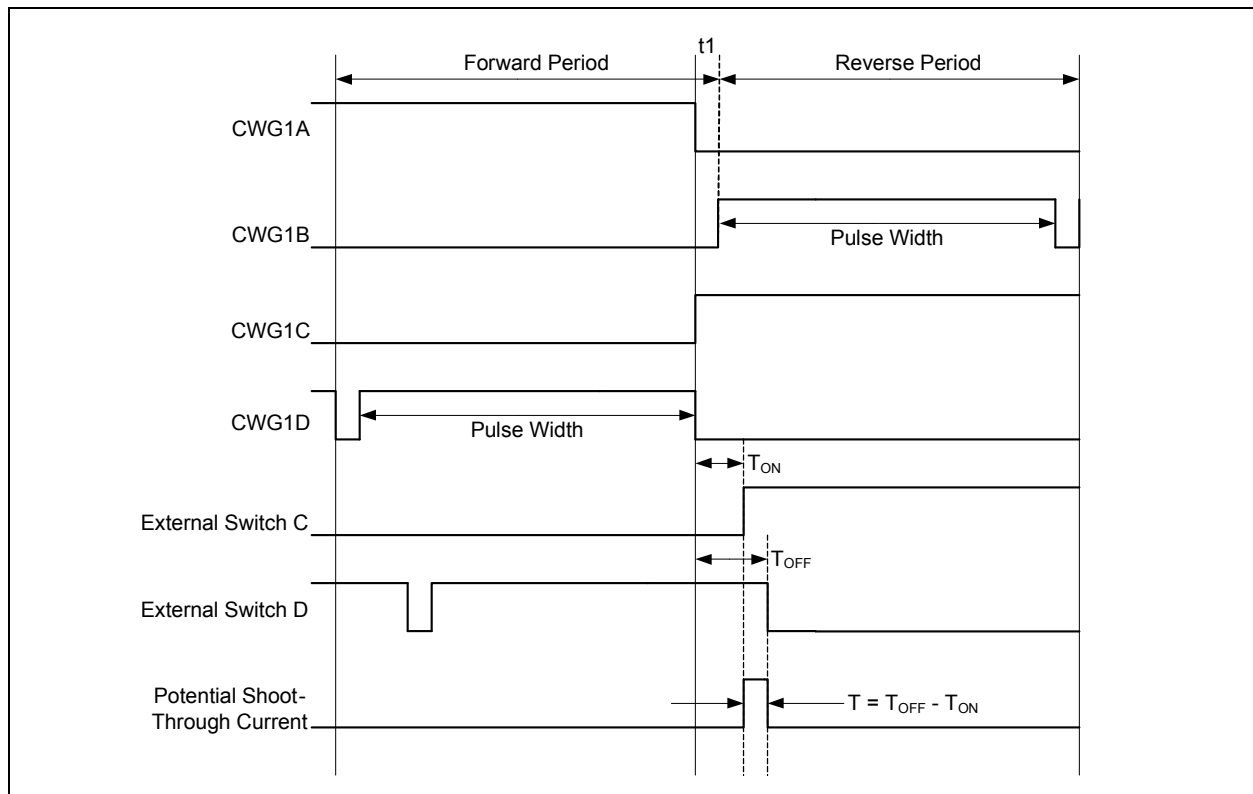 t1
Forward Period
Reverse Period
CWG1A
CWG1B
Pulse Width
CWG1C
CWG1D
Pulse Width
TON
External Switch C
TOFF
External Switch D
Potential Shoot-
Through Current
T = TOFF - TON